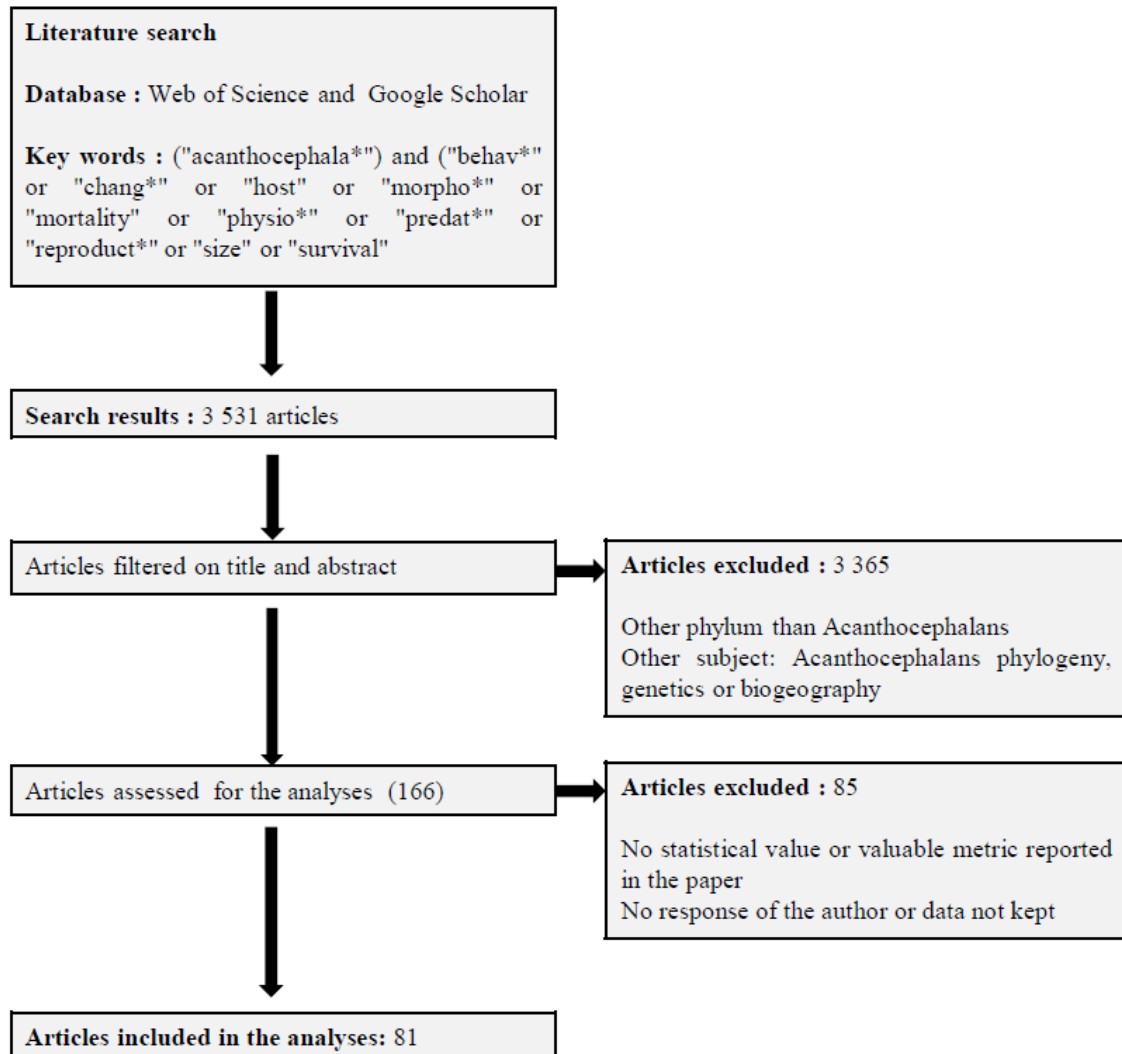 Literature search
Database : Web of Science and Google Scholar
Key words : ("acanthocephala*") and ("behav*"
or "chang*" or "host" or "morpho*" or
"mortality" or "physio*" or "predat*" or
"reproduct*" or "size" or "survival"
Search results : 3 531 articles
Articles filtered on title and abstract
Articles excluded : 3 365
Other phylum than Acanthocephalans
Other subject: Acanthocephalans phylogeny,
genetics or biogeography
Articles assessed for the analyses (166)
Articles excluded : 85
No statistical value or valuable metric reported
in the paper
No response of the author or data not kept
Articles included in the analyses: 81